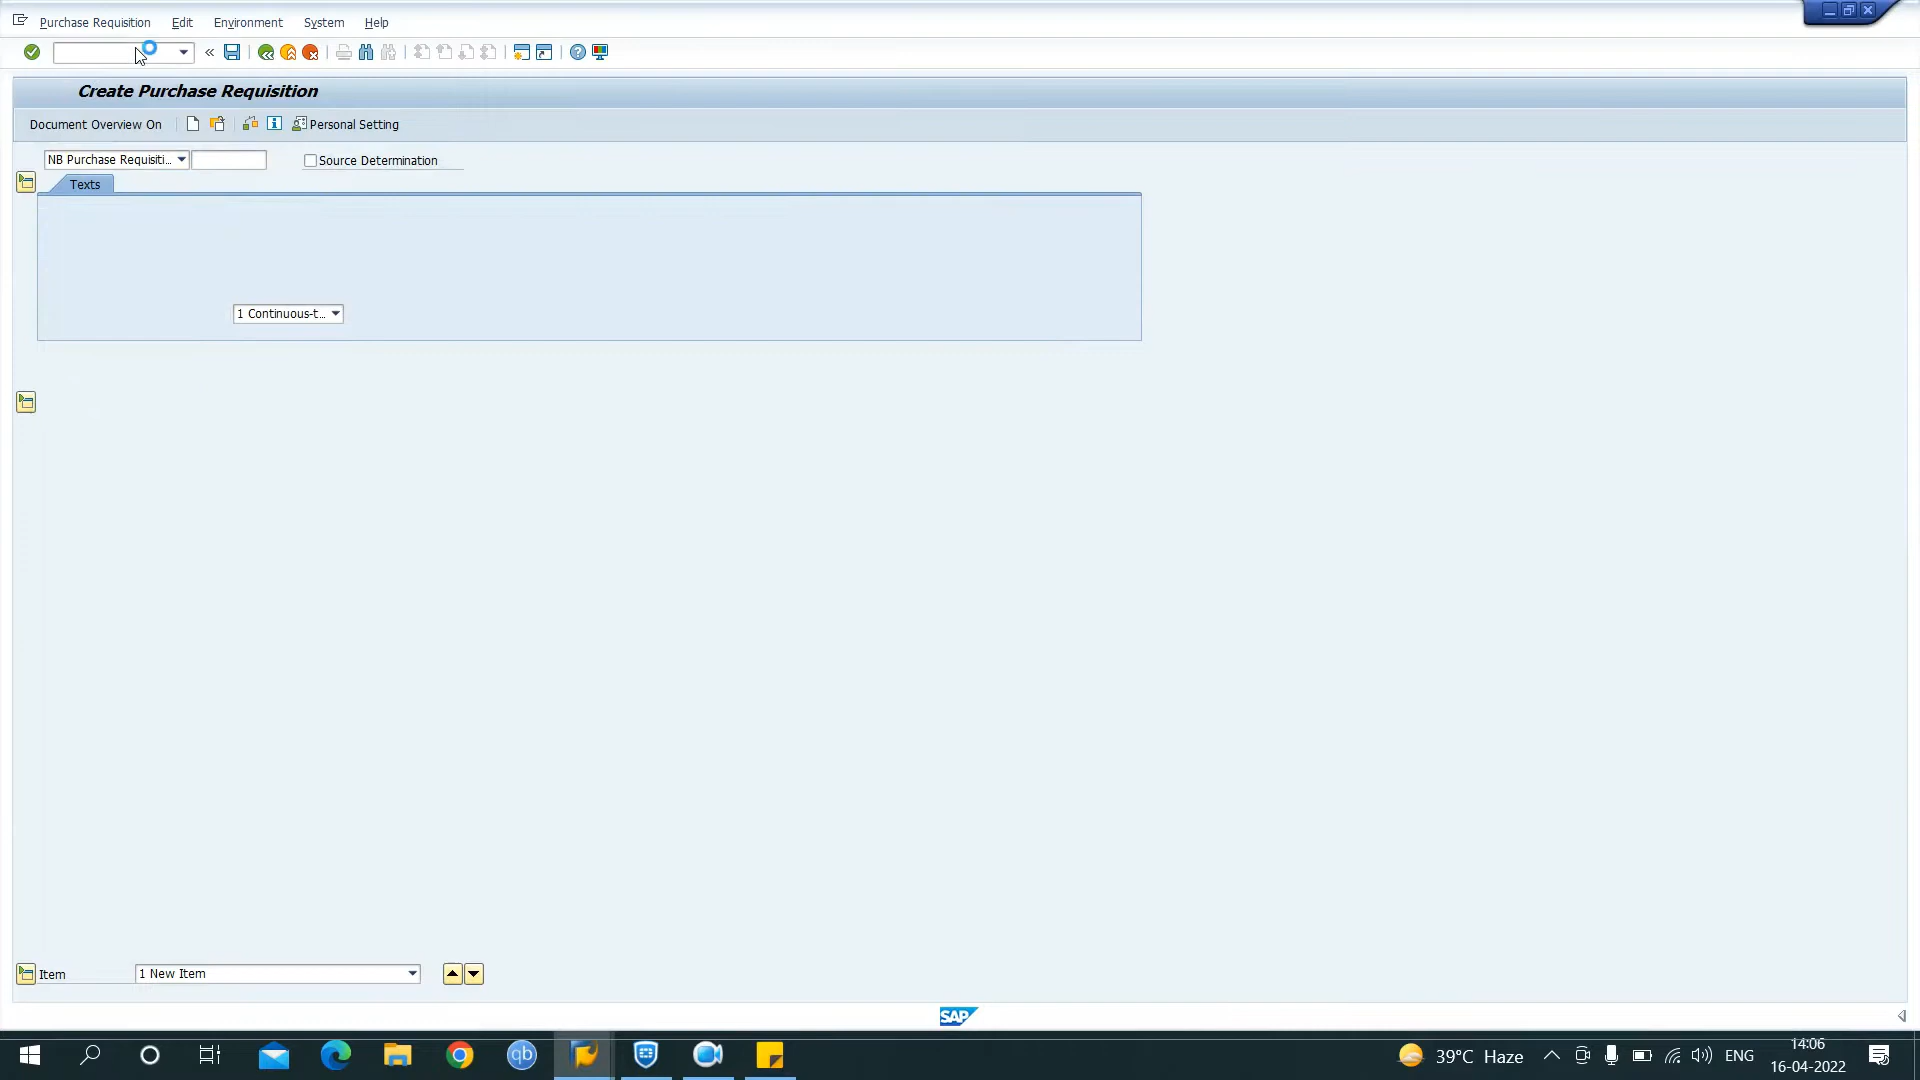 Purchase Requisition Edit Environment System Help
Create Purchase Requisition
Document Overview On Personal Setting
NB Purchase Requisiti... Source Determination
Texts
1 Continuous-t...
Item 1 New Item
SAP
qb 39°C Haze ENG 14:06
16-04-2022